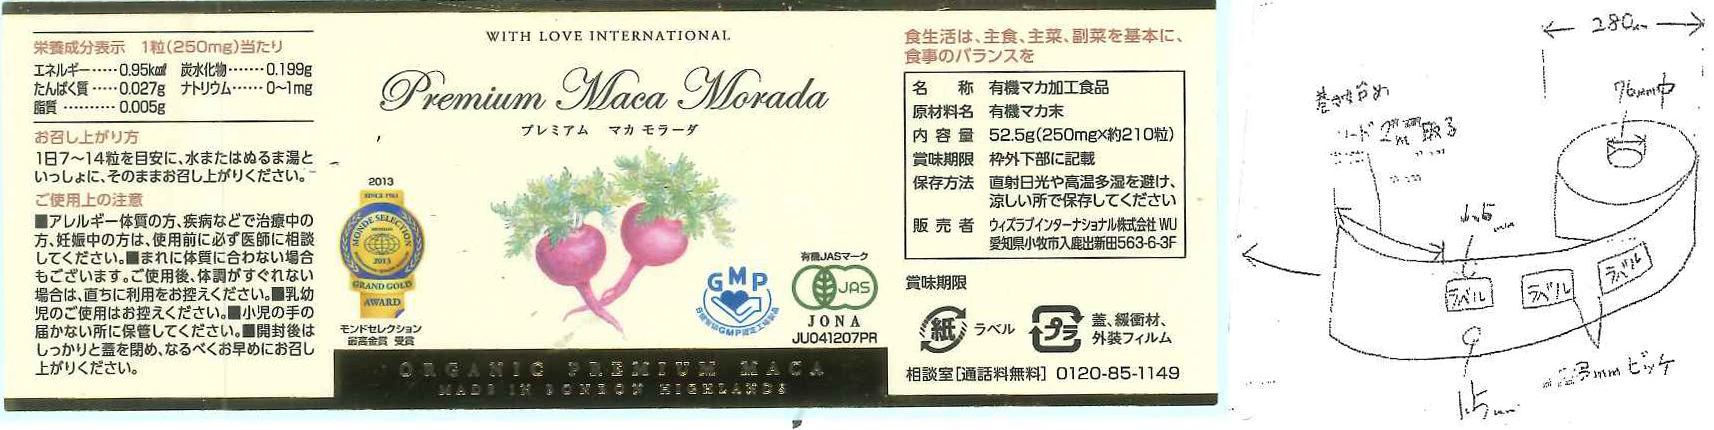 栄養成分表示 1粒(250mg)当たり
エネルギー……0.95k㎈ 炭水化物……0.199g
たんぱく質……0.027g ナトリウム……0~1mg
脂質………0.005g
お召し上がり方
1日7~14粒を目安に、水またはぬるま湯と
いっしょに、そのままお召し上がりください。
ご使用上の注意
■アレルギー体質の方、疾病などで治療中の
方、妊娠中の方は、使用前に必ず医師に相談
してください。■まれに体質に合わない場合
もございます。ご使用後、体調がすぐれない
場合は、直ちに利用をお控えください。■乳幼
児のご使用はお控えください。■小児の手の
届かない所に保管してください。■開封後は
しっかりと蓋を閉め、なるべくお早めにお召し
上がりください。
WITH LOVE INTERNATIONAL
Premium Maca Morada
プレミアム マカ モラーダ
2013
SINCE 1961
MONDE SELECTION
2013
GRAND GOLD
AWARD
モンドセレクション
最高金賞 受賞
GMP
有機JASマーク
JAS
JONA
JU041207PR
ORGANIC PREMIUM MACA
MADE IN BONBON HIGHLANDS
食生活は、主食、主菜、副菜を基本に、
食事のバランスを
名称 有機マカ加工食品
原材料名 有機マカ末
内容量 52.5g(250mg×約210粒)
賞味期限 枠外下部に記載
保存方法 直射日光や高温多湿を避け、
涼しい所で保存してください
販売者 ウィズラブインターナショナル株式会社 WU
愛知県小牧市入鹿出新田563-6-3F
賞味期限
紙 ラベル
プラ 蓋、緩衝材、
外装フィルム
相談室[通話料無料] 0120-85-1149
280
76mm巾
巻き始め
2m取る
ラベル
ラベル
ラベル
3mmピッチ
1.5mm